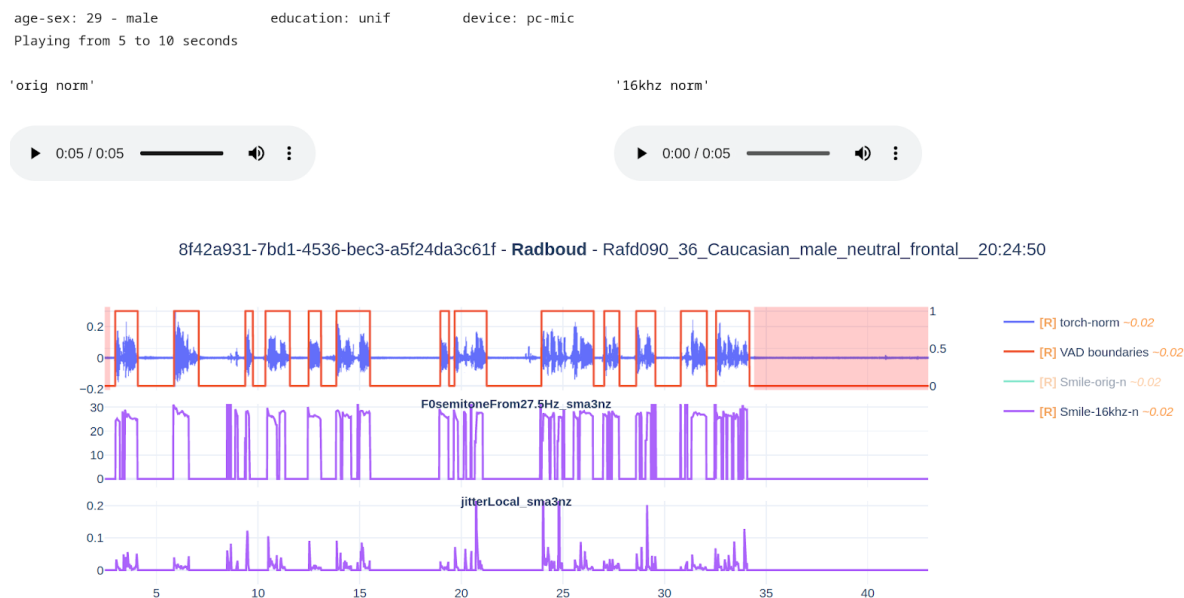 age-sex: 29 - male education: unif device: pc-mic
Playing from 5 to 10 seconds
'orig norm' '16khz norm'
0:05 / 0:05 0:00 / 0:05
8f42a931-7bd1-4536-bec3-a5f24da3c61f - Radboud - Rafd090_36_Caucasian_male_neutral_frontal__20:24:50
0.2
0
−0.2
1
0.5
0
[R] torch-norm ~0.02
[R] VAD boundaries ~0.02
[R] Smile-orig-n ~0.02
[R] Smile-16khz-n ~0.02
F0semitoneFrom27.5Hz_sma3nz
30
20
10
0
jitterLocal_sma3nz
0.2
0.1
0
5 10 15 20 25 30 35 40